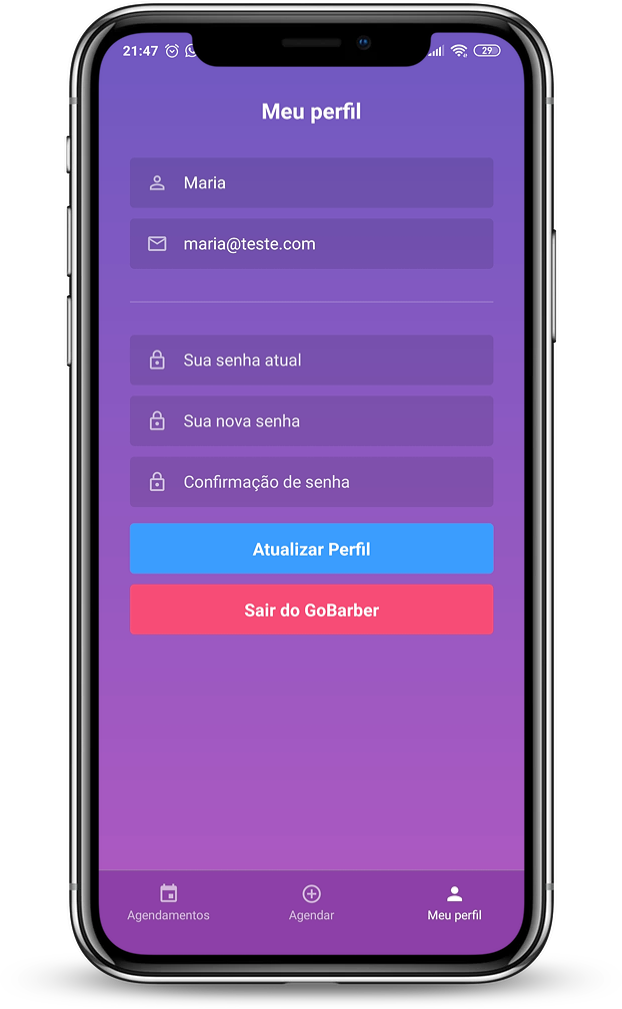 21:47
29
Meu perfil
Maria
maria@teste.com
Sua senha atual
Sua nova senha
Confirmação de senha
Atualizar Perfil
Sair do GoBarber
Agendamentos
Agendar
Meu perfil